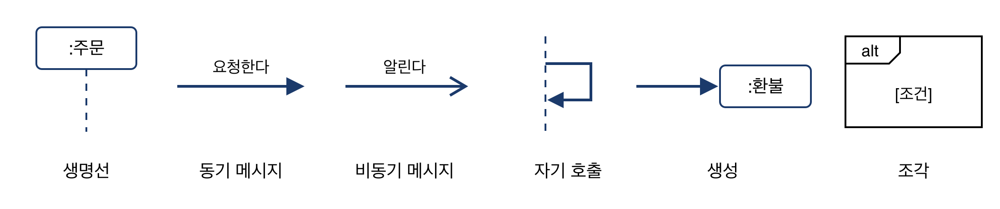 :주문
요청한다
알린다
:환불
alt
[조건]
생명선
동기 메시지
비동기 메시지
자기 호출
생성
조각